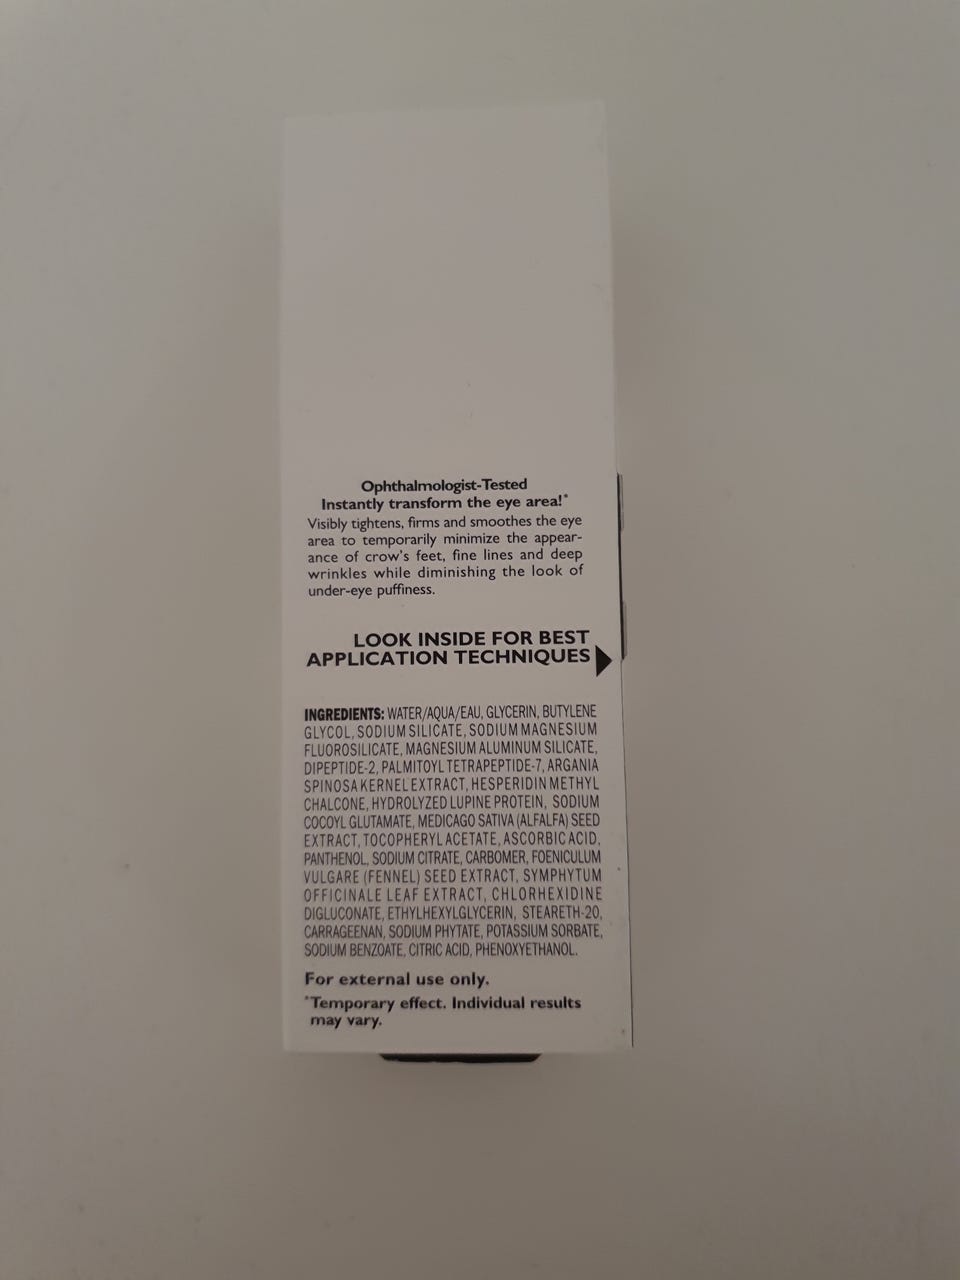 Ophthalmologist-Tested
Instantly transform the eye area!*
Visibly tightens, firms and smoothes the eye
area to temporarily minimize the appear-
ance of crow's feet, fine lines and deep
wrinkles while diminishing the look of
under-eye puffiness.
LOOK INSIDE FOR BEST
APPLICATION TECHNIQUES
INGREDIENTS: WATER/AQUA/EAU, GLYCERIN, BUTYLENE
GLYCOL, SODIUM SILICATE, SODIUM MAGNESIUM
FLUOROSILICATE, MAGNESIUM ALUMINUM SILICATE,
DIPEPTIDE-2, PALMITOYL TETRAPEPTIDE-7, ARGANIA
SPINOSA KERNEL EXTRACT, HESPERIDIN METHYL
CHALCONE, HYDROLYZED LUPINE PROTEIN, SODIUM
COCOYL GLUTAMATE, MEDICAGO SATIVA (ALFALFA) SEED
EXTRACT, TOCOPHERYL ACETATE, ASCORBIC ACID,
PANTHENOL, SODIUM CITRATE, CARBOMER, FOENICULUM
VULGARE (FENNEL) SEED EXTRACT, SYMPHYTUM
OFFICINALE LEAF EXTRACT, CHLORHEXIDINE
DIGLUCONATE, ETHYLHEXYLGLYCERIN, STEARETH-20,
CARRAGEENAN, SODIUM PHYTATE, POTASSIUM SORBATE,
SODIUM BENZOATE, CITRIC ACID, PHENOXYETHANOL.
For external use only.
*Temporary effect. Individual results
may vary.